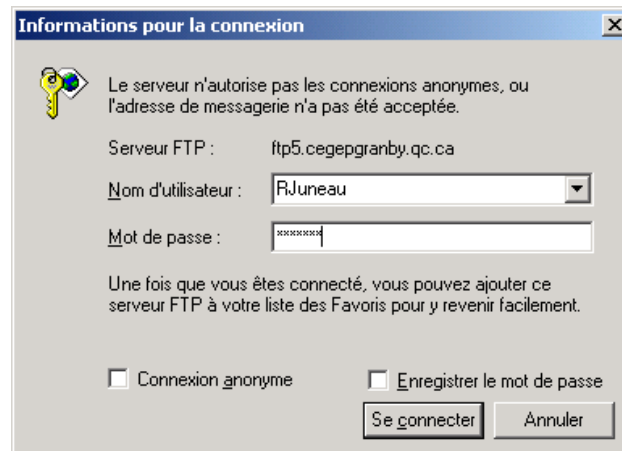 Informations pour la connexion
Le serveur n'autorise pas les connexions anonymes, ou
l'adresse de messagerie n'a pas été acceptée.
Serveur FTP : ftp5.cegepgranby.qc.ca
Nom d'utilisateur : RJuneau
Mot de passe : *******
Une fois que vous êtes connecté, vous pouvez ajouter ce
serveur FTP à votre liste des Favoris pour y revenir facilement.
Connexion anonyme Enregistrer le mot de passe
Se connecter Annuler